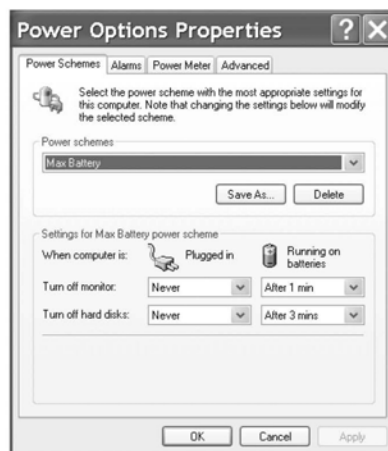 Power Options Properties
Power Schemes Alarms Power Meter Advanced
Select the power scheme with the most appropriate settings for
this computer. Note that changing the settings below will modify
the selected scheme.
Power schemes
Max Battery
Save As... Delete
Settings for Max Battery power scheme
When computer is: Plugged in Running on
batteries
Turn off monitor: Never After 1 min
Turn off hard disks: Never After 3 mins
OK Cancel Apply